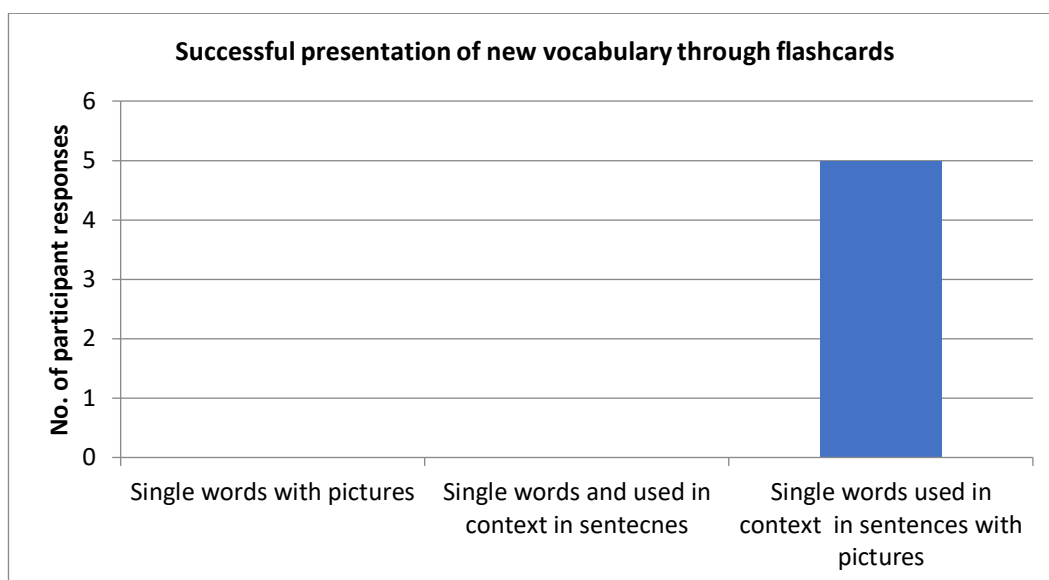 Successful presentation of new vocabulary through flashcards
No. of participant responses
6
5
4
3
2
1
0
Single words with pictures
Single words and used in
context in sentecnes
Single words used in
context  in sentences with
pictures